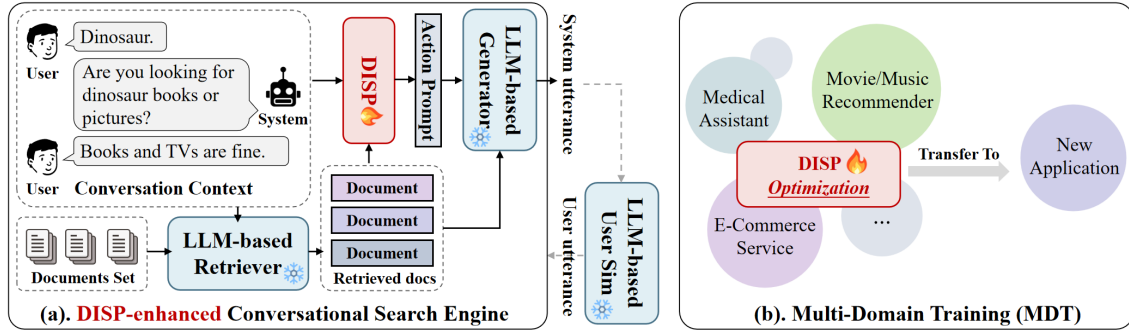 Dinosaur.
User
Are you looking for
dinosaur books or
pictures?
System
Books and TVs are fine.
User
Conversation Context
Documents Set
LLM-based
Retriever
DISP
Action Prompt
LLM-based
Generator
Document
Document
Document
Retrieved docs
System utterance
LLM-based
User Sim
User utterance
(a). DISP-enhanced Conversational Search Engine
Medical
Assistant
Movie/Music
Recommender
DISP
Optimization
E-Commerce
Service
...
Transfer To
New
Application
(b). Multi-Domain Training (MDT)